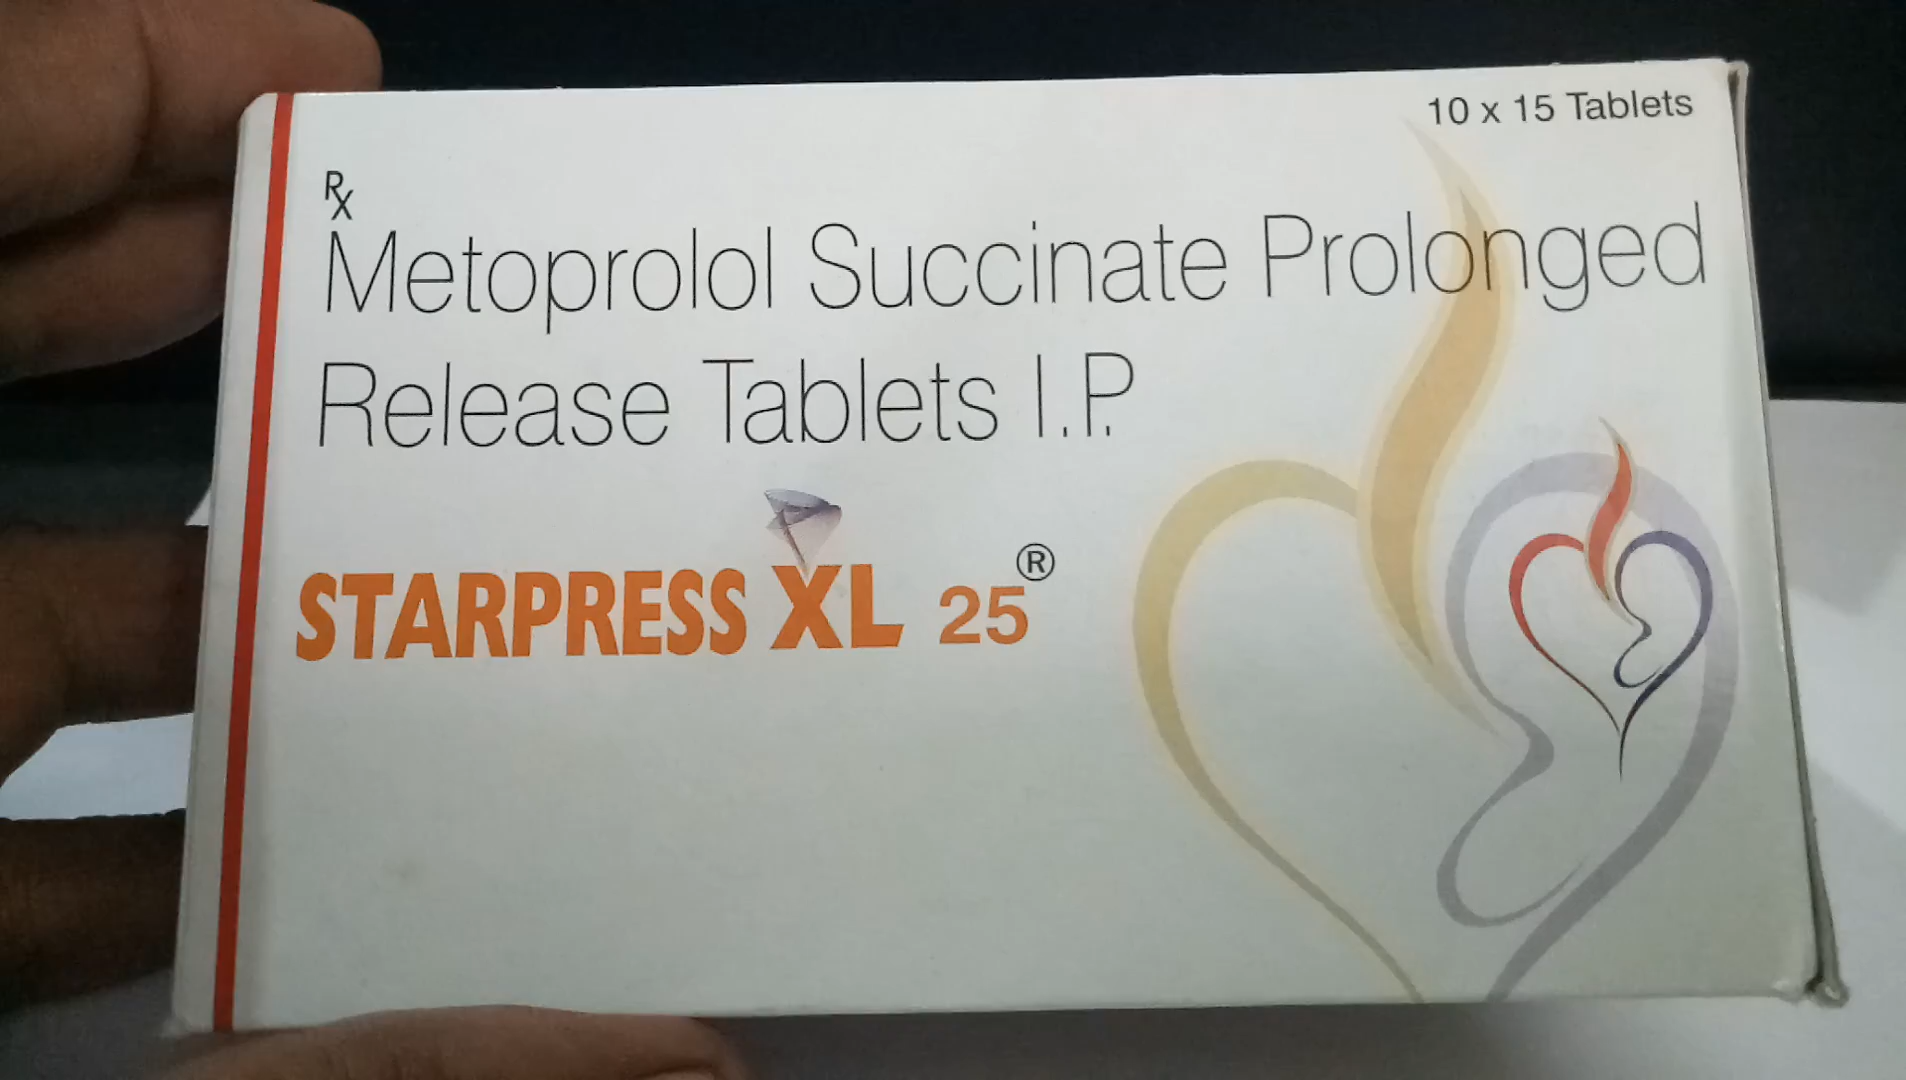 10 x 15 Tablets
Rx
Metoprolol Succinate Prolonged
Release Tablets I.P.
STARPRESS XL 25®